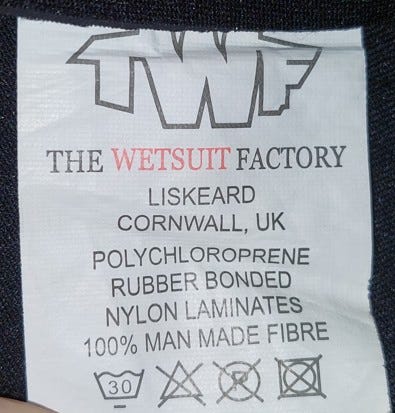 TWF
THE WETSUIT FACTORY
LISKEARD
CORNWALL, UK
POLYCHLOROPRENE
RUBBER BONDED
NYLON LAMINATES
100% MAN MADE FIBRE
30